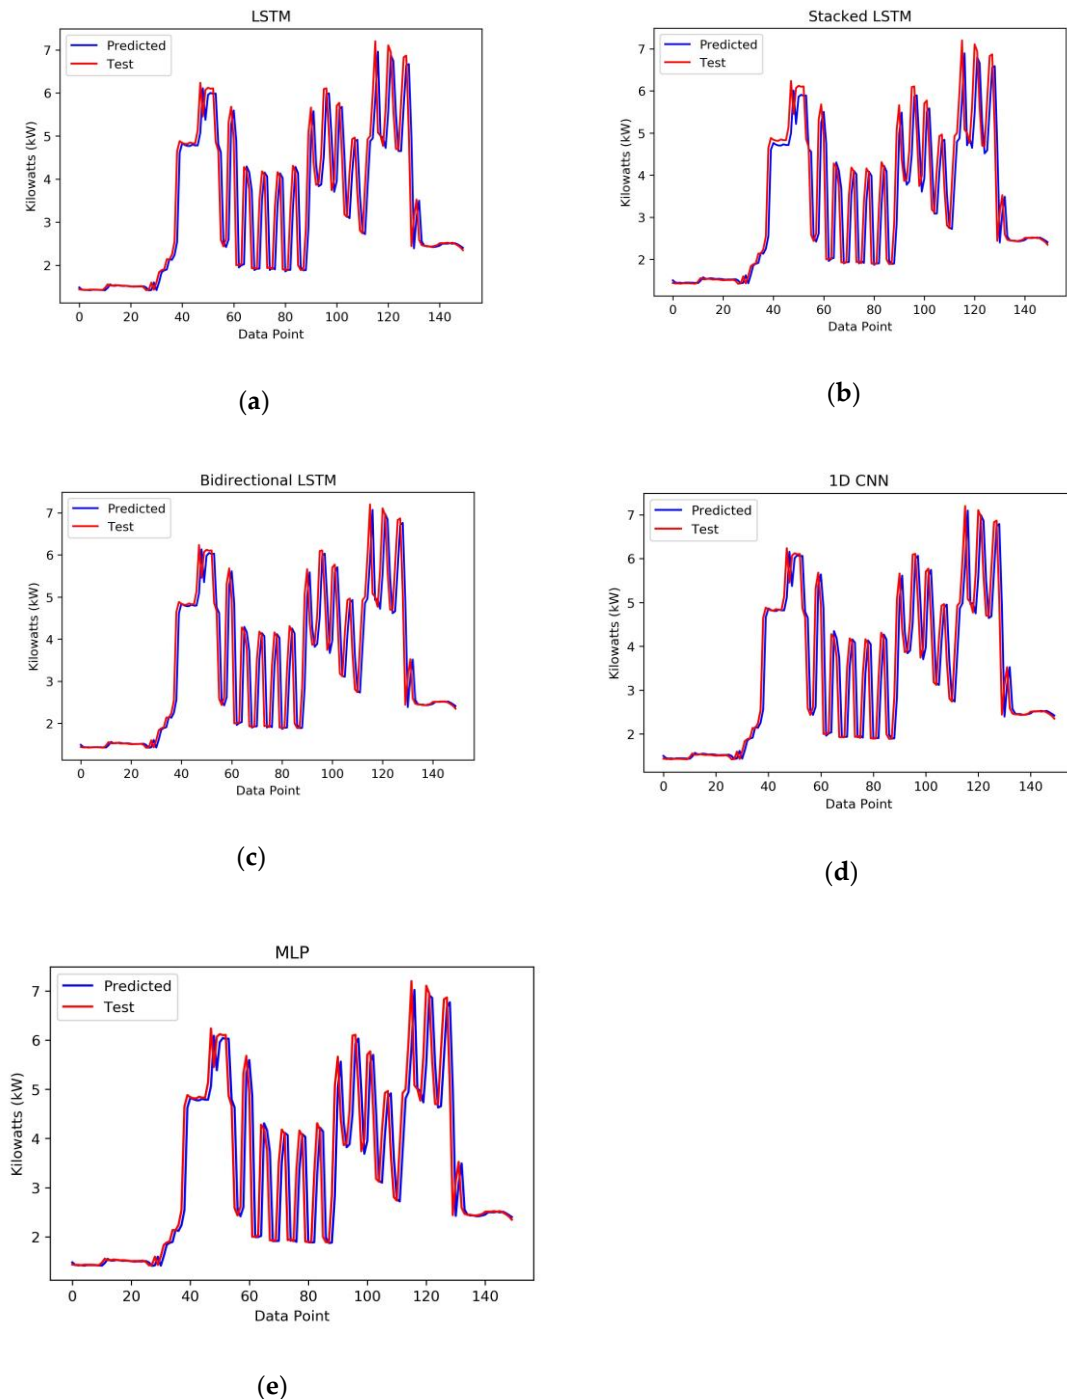 LSTM
Predicted
Test
7
6
5
4
3
2
Kilowatts (kW)
0 20 40 60 80 100 120 140
Data Point
(a)
Stacked LSTM
Predicted
Test
7
6
5
4
3
2
Kilowatts (kW)
0 20 40 60 80 100 120 140
Data Point
(b)
Bidirectional LSTM
Predicted
Test
7
6
5
4
3
2
Kilowatts (kW)
0 20 40 60 80 100 120 140
Data Point
(c)
1D CNN
Predicted
Test
7
6
5
4
3
2
Kilowatts (kW)
0 20 40 60 80 100 120 140
Data Point
(d)
MLP
Predicted
Test
7
6
5
4
3
2
Kilowatts (kW)
0 20 40 60 80 100 120 140
Data Point
(e)